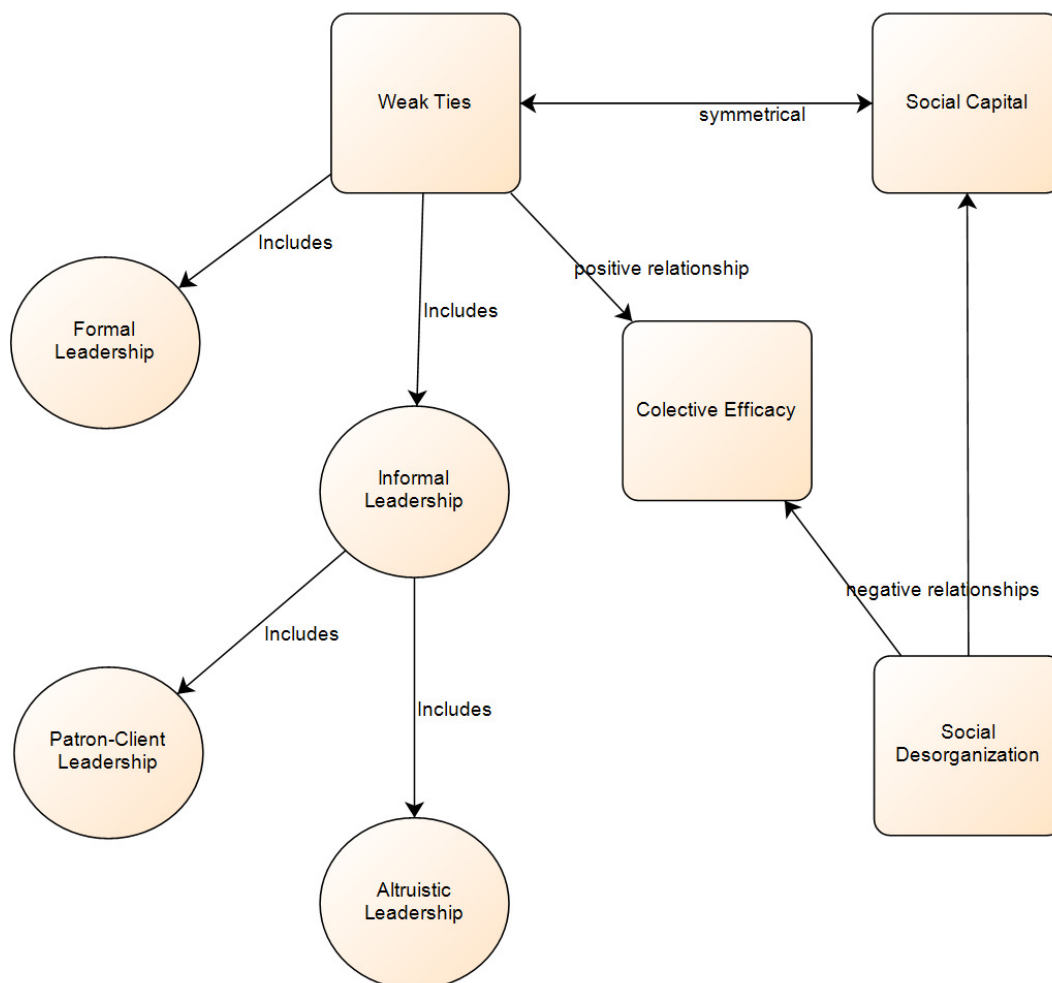 Weak Ties
Social Capital
symmetrical
Includes
positive relationship
Includes
Formal
Leadership
Colective Efficacy
Informal
Leadership
negative relationships
Includes
Includes
Patron-Client
Leadership
Social
Desorganization
Altruistic
Leadership